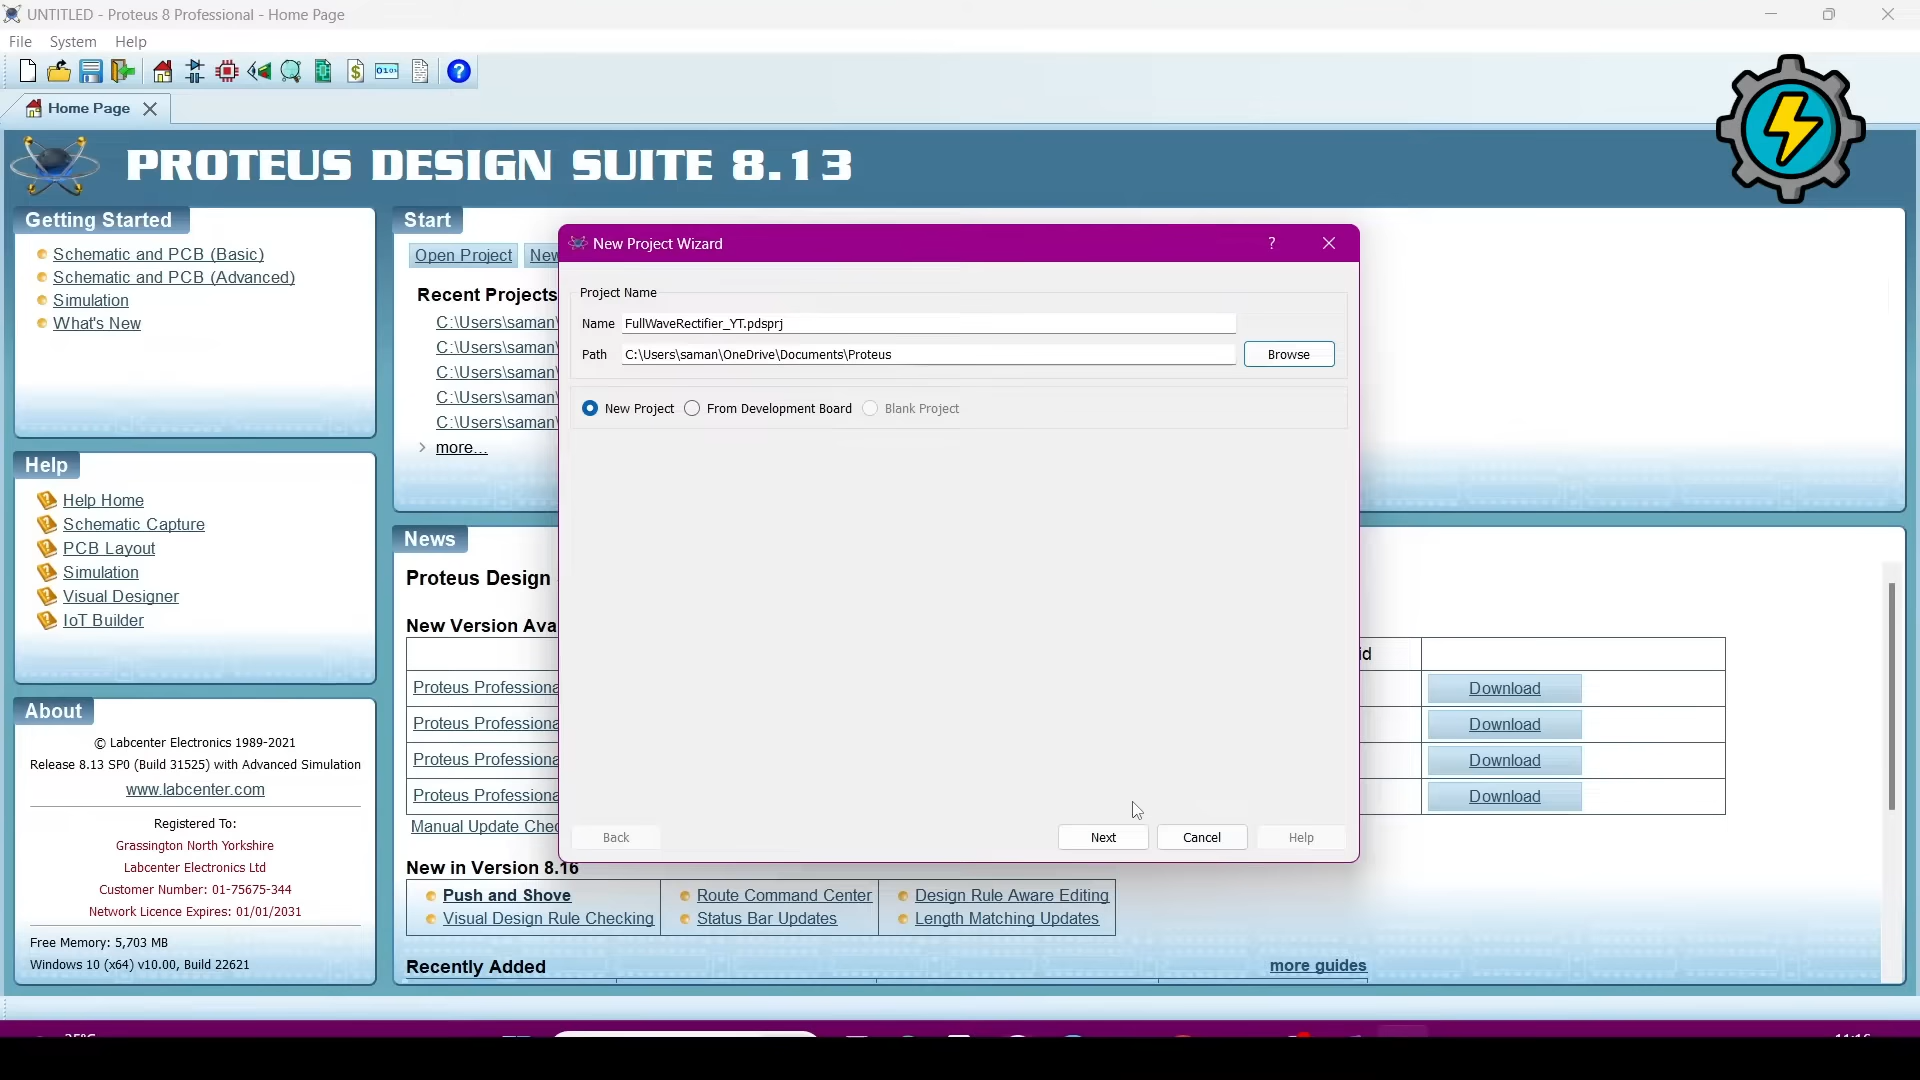 UNTITLED - Proteus 8 Professional - Home Page
File System Help
Home Page
PROTEUS DESIGN SUITE 8.13
Getting Started
Schematic and PCB (Basic)
Schematic and PCB (Advanced)
Simulation
What's New
Help
Help Home
Schematic Capture
PCB Layout
Simulation
Visual Designer
IoT Builder
About
© Labcenter Electronics 1989-2021
Release 8.13 SP0 (Build 31525) with Advanced Simulation
www.labcenter.com
Registered To:
Grassington North Yorkshire
Labcenter Electronics Ltd
Customer Number: 01-75675-344
Network Licence Expires: 01/01/2031
Free Memory: 5,703 MB
Windows 10 (x64) v10.00, Build 22621
Start
Open Project New
Recent Projects
C:\Users\saman\
C:\Users\saman\
C:\Users\saman\
C:\Users\saman\
C:\Users\saman\
more...
New Project Wizard
Project Name
Name FullWaveRectifier_YT.pdsprj
Path C:\Users\saman\OneDrive\Documents\Proteus Browse
New Project From Development Board Blank Project
Back Next Cancel Help
News
Proteus Design
New Version Ava
id
Proteus Professiona Download
Proteus Professiona Download
Proteus Professiona Download
Proteus Professiona Download
Manual Update Chec
New in Version 8.16
Push and Shove Route Command Center Design Rule Aware Editing
Visual Design Rule Checking Status Bar Updates Length Matching Updates
Recently Added more guides